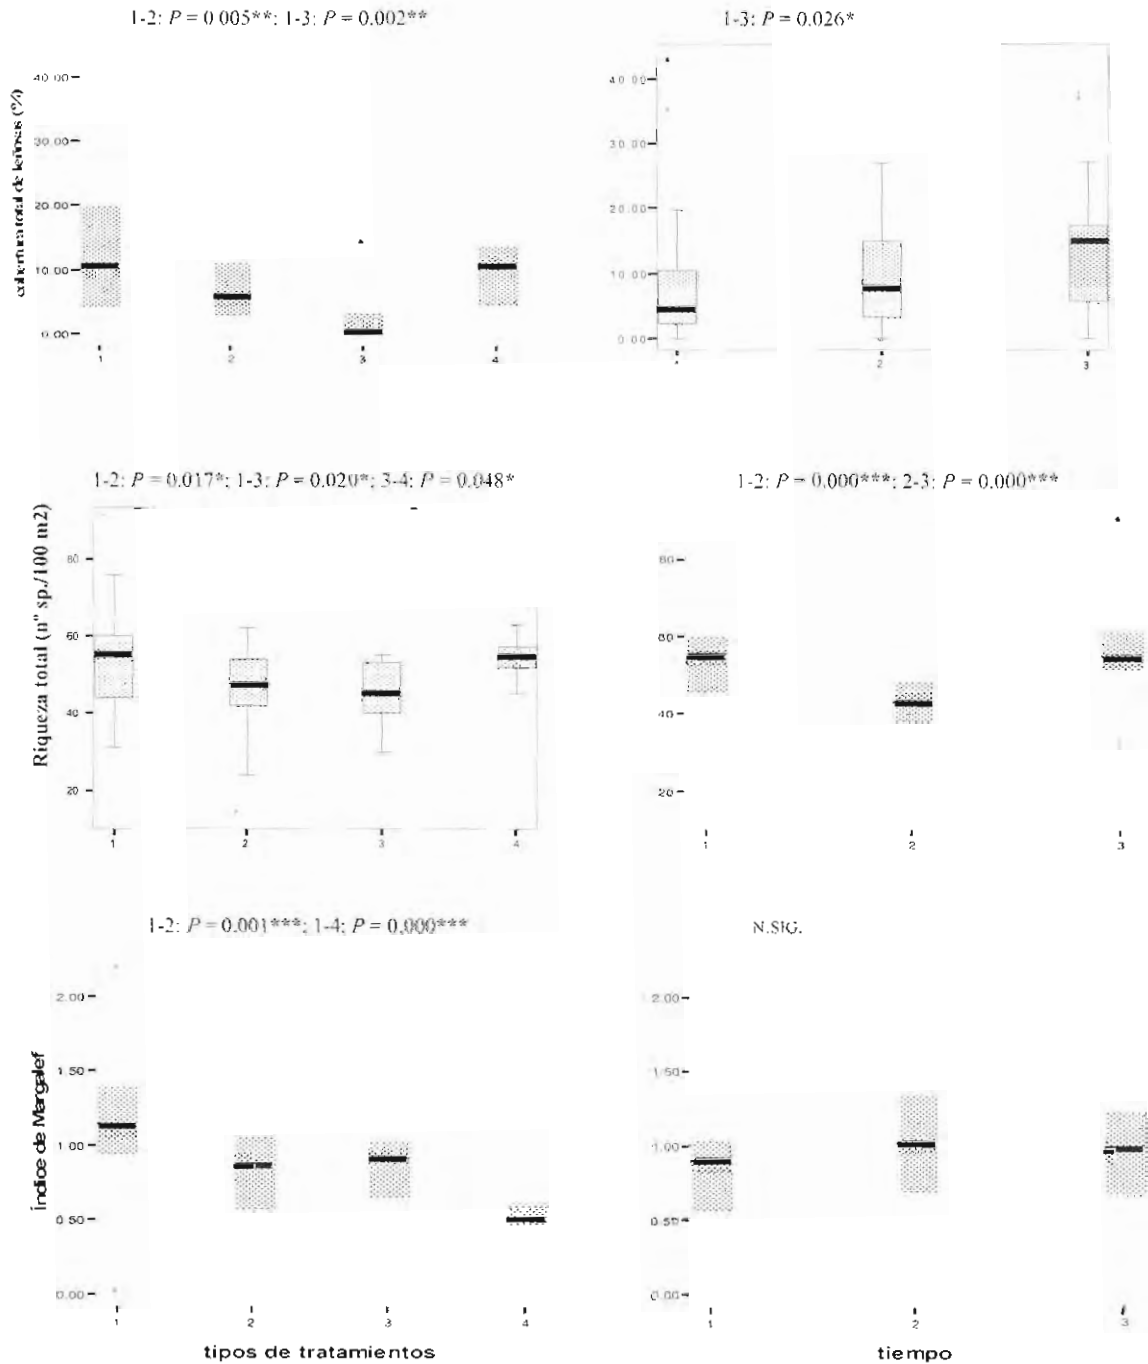 1-2: P = 0.005**; 1-3: P = 0.002**
1-3: P = 0.026*
cobertura total de leñosas (%)
40.00
30.00
20.00
10.00
0.00
1 2 3 4
40.00
30.00
20.00
10.00
0.00
1 2 3
1-2: P = 0.017*; 1-3: P = 0.020*; 3-4: P = 0.048*
1-2: P = 0.000***; 2-3: P = 0.000***
Riqueza total (nº sp./100 m2)
80
60
40
20
1 2 3 4
80
60
40
20
1 2 3
1-2: P = 0.001***; 1-4: P = 0.000***
N.SIG.
Índice de Margalef
2.00
1.50
1.00
0.50
0.00
1 2 3 4
tipos de tratamientos
2.00
1.50
1.00
0.50
0.00
1 2 3
tiempo